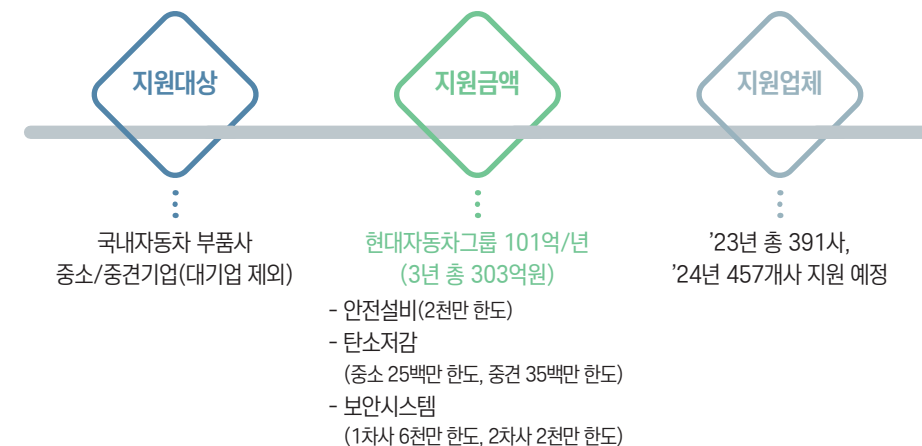 지원대상
국내자동차 부품사
중소/중견기업(대기업 제외)
지원금액
현대자동차그룹 101억/년
(3년 총 303억원)
- 안전설비(2천만 한도)
- 탄소저감
(중소 25백만 한도, 중견 35백만 한도)
- 보안시스템
(1차사 6천만 한도, 2차사 2천만 한도)
지원업체
’23년 총 391사,
’24년 457개사 지원 예정